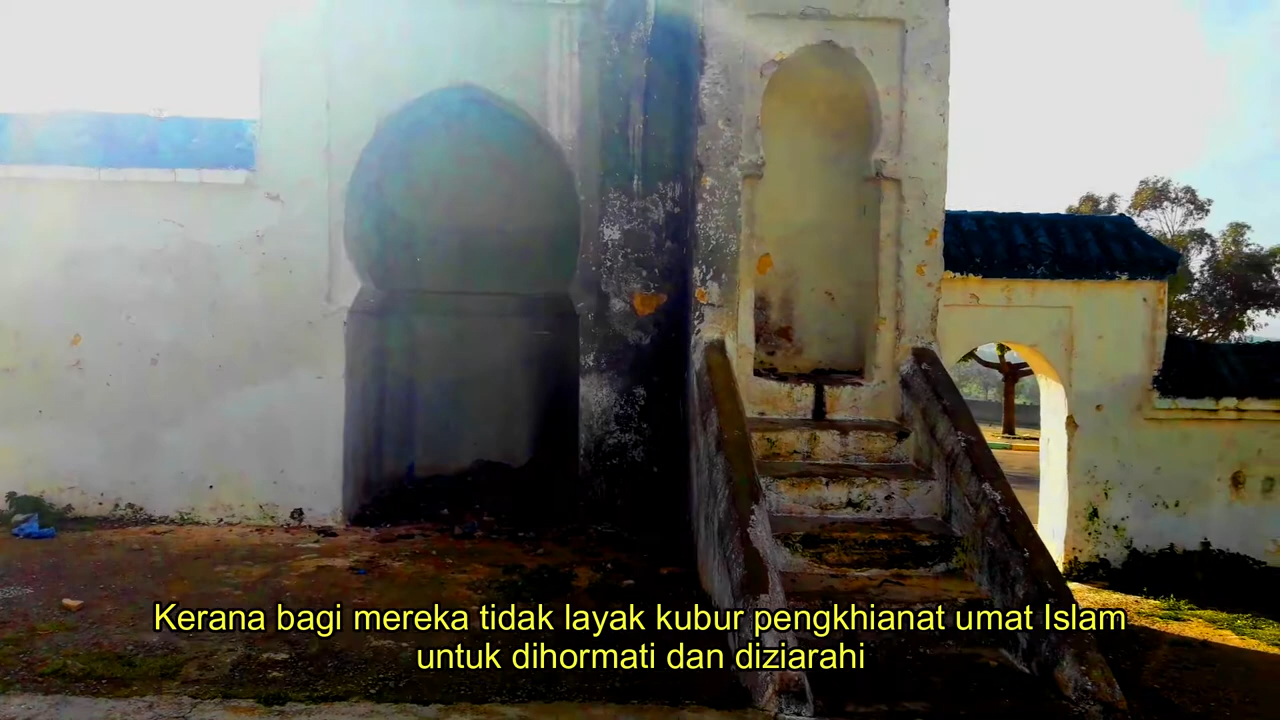 Kerana bagi mereka tidak layak kubur pengkhianat umat Islam
untuk dihormati dan diziarahi